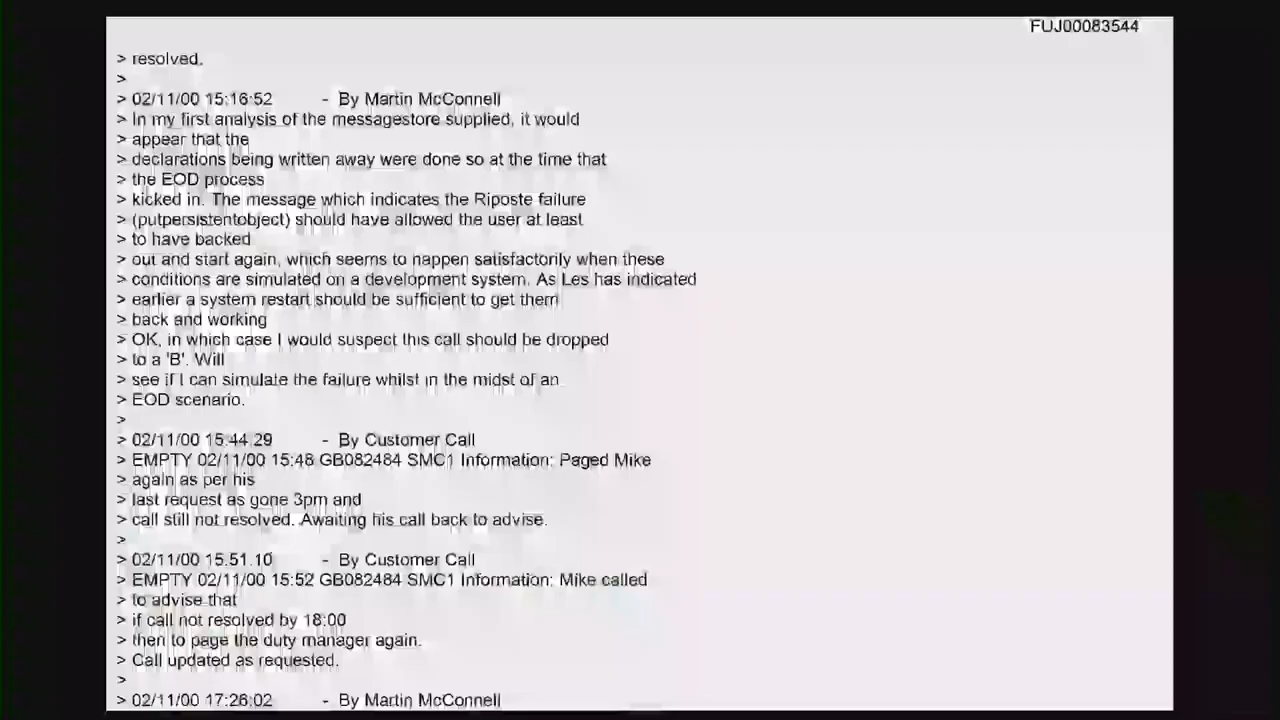 FUJ00083544
> resolved.
>
> 02/11/00 15:16:52 - By Martin McConnell
> In my first analysis of the messagestore supplied, it would
> appear that the
> declarations being written away were done so at the time that
> the EOD process
> kicked in. The message which indicates the Riposte failure
> (putpersistentobject) should have allowed the user at least
> to have backed
> out and start again, which seems to happen satisfactorily when these
> conditions are simulated on a development system. As Les has indicated
> earlier a system restart should be sufficient to get them
> back and working
> OK, in which case I would suspect this call should be dropped
> to a 'B'. Will
> see if I can simulate the failure whilst in the midst of an
> EOD scenario.
>
> 02/11/00 15:44:29 - By Customer Call
> EMPTY 02/11/00 15:48 GB082484 SMC1 Information: Paged Mike
> again as per his
> last request as gone 3pm and
> call still not resolved. Awaiting his call back to advise.
>
> 02/11/00 15:51:10 - By Customer Call
> EMPTY 02/11/00 15:52 GB082484 SMC1 Information: Mike called
> to advise that
> if call not resolved by 18:00
> then to page the duty manager again.
> Call updated as requested.
>
> 02/11/00 17:26:02 - By Martin McConnell